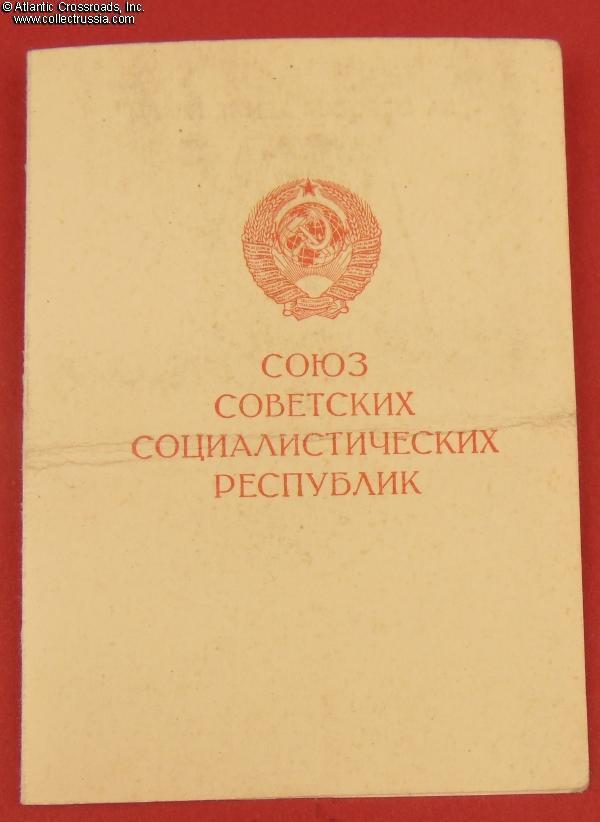 © Atlantic Crossroads, Inc.
www.collectrussia.com
СОЮЗ
СОВЕТСКИХ
СОЦИАЛИСТИЧЕСКИХ
РЕСПУБЛИК